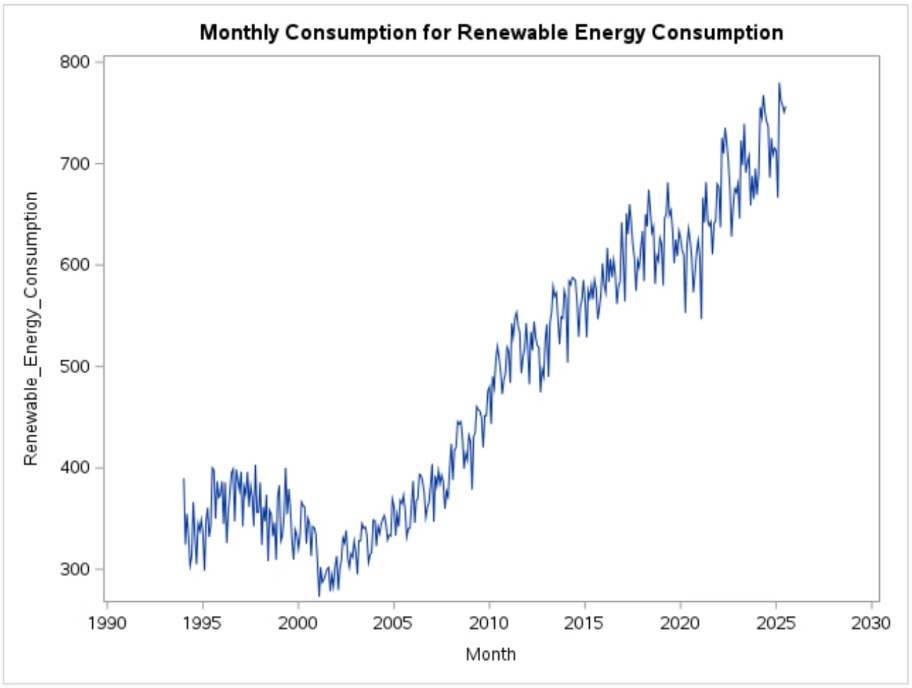 Monthly Consumption for Renewable Energy Consumption
800
700
600
500
400
300
Renewable_Energy_Consumption
1990 1995 2000 2005 2010 2015 2020 2025 2030
Month